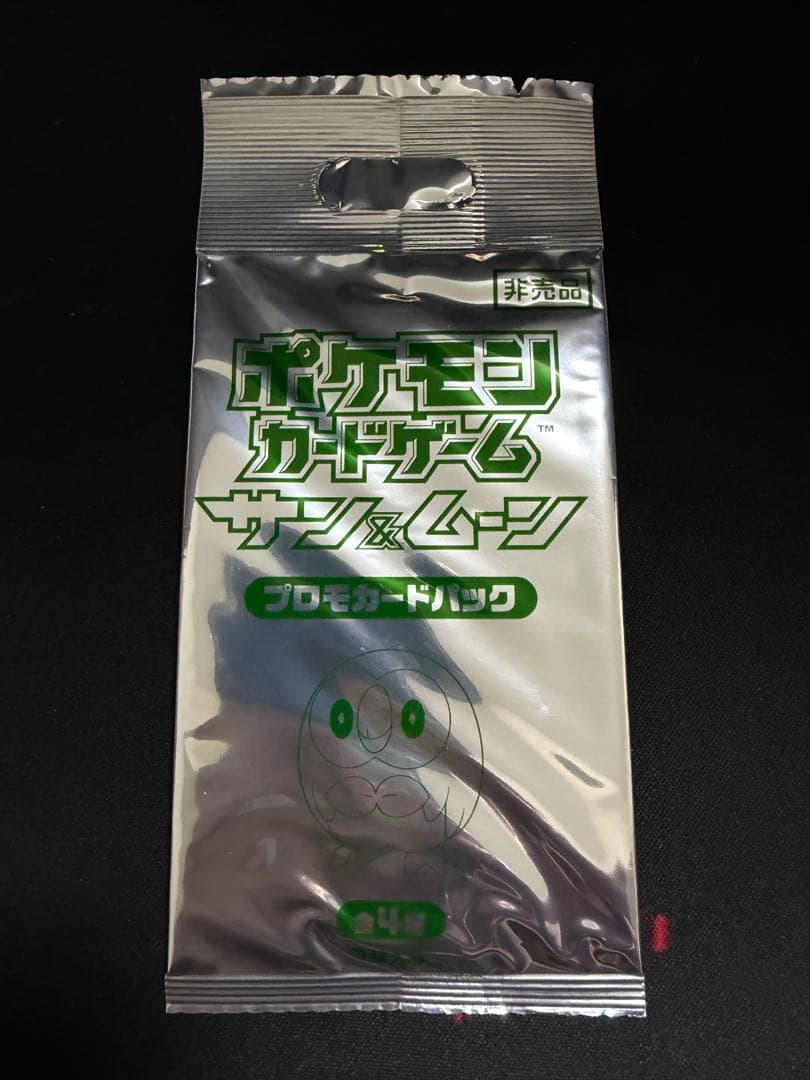 非売品
ポケモン
カードゲーム™
サン&ムーン
プロモカードパック
全4種